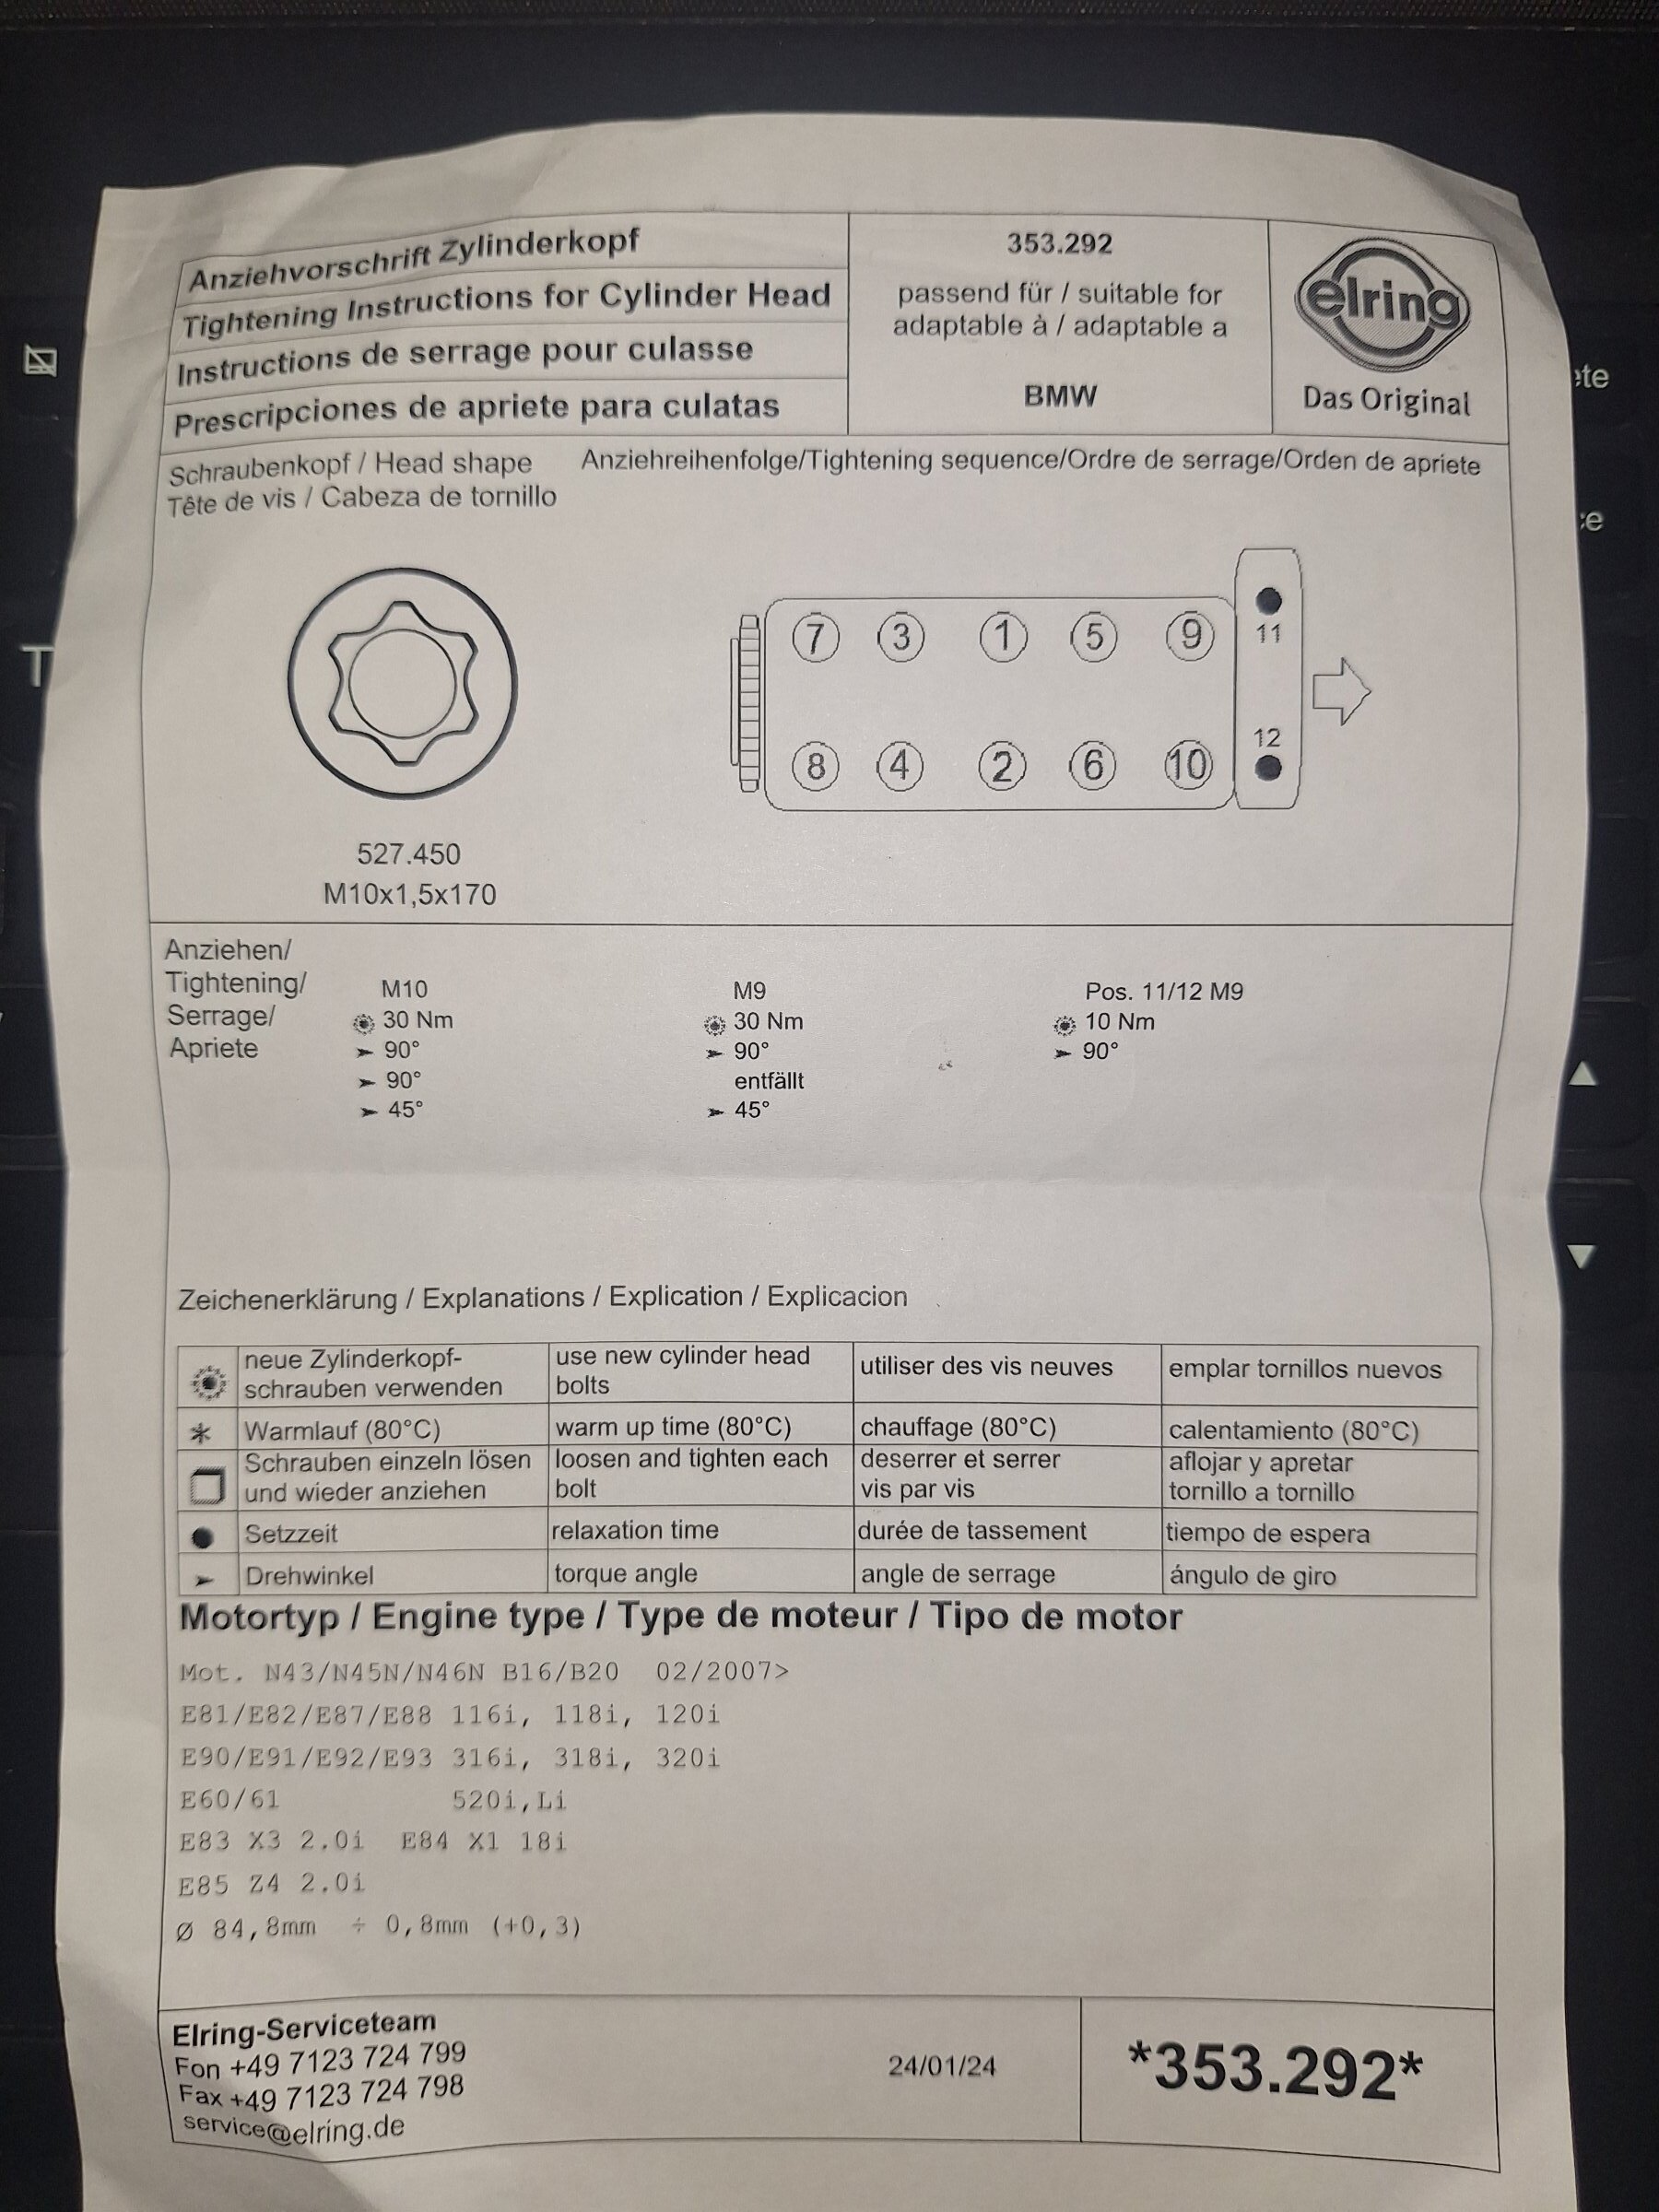 Anziehvorschrift Zylinderkopf
Tightening Instructions for Cylinder Head
Instructions de serrage pour culasse
Prescripciones de apriete para culatas
353.292
passend für / suitable for
adaptable à / adaptable a
BMW
elring
Das Original
Schraubenkopf / Head shape
Tête de vis / Cabeza de tornillo
Anziehreihenfolge/Tightening sequence/Ordre de serrage/Orden de apriete
7 3 1 5 9 11
8 4 2 6 10 12
527.450
M10x1,5x170
Anziehen/
Tightening/
Serrage/
Apriete
M10
30 Nm
➤ 90°
➤ 90°
➤ 45°
M9
30 Nm
➤ 90°
entfällt
➤ 45°
Pos. 11/12 M9
10 Nm
➤ 90°
Zeichenerklärung / Explanations / Explication / Explicacion
neue Zylinderkopf-
schrauben verwenden
use new cylinder head
bolts
utiliser des vis neuves
emplar tornillos nuevos
* Warmlauf (80°C)
warm up time (80°C)
chauffage (80°C)
calentamiento (80°C)
Schrauben einzeln lösen
und wieder anziehen
loosen and tighten each
bolt
deserrer et serrer
vis par vis
aflojar y apretar
tornillo a tornillo
● Setzzeit
relaxation time
durée de tassement
tiempo de espera
➤ Drehwinkel
torque angle
angle de serrage
ángulo de giro
Motortyp / Engine type / Type de moteur / Tipo de motor
Mot. N43/N45N/N46N B16/B20 02/2007>
E81/E82/E87/E88 116i, 118i, 120i
E90/E91/E92/E93 316i, 318i, 320i
E60/61 520i,Li
E83 X3 2.0i E84 X1 18i
E85 Z4 2.0i
Ø 84,8mm ÷ 0,8mm (+0,3)
Elring-Serviceteam
Fon +49 7123 724 799
Fax +49 7123 724 798
service@elring.de
24/01/24
*353.292*